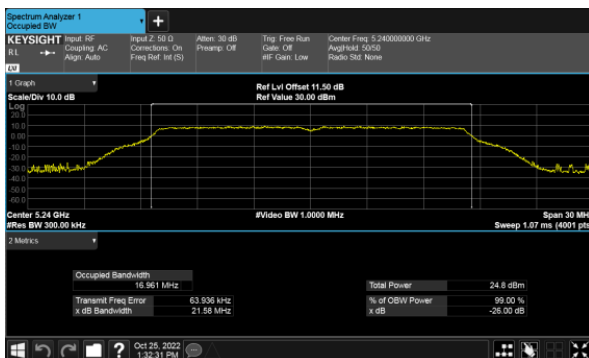 Spectrum Analyzer 1
Occupied BW
+
KEYSIGHT Input: RF Input Z: 50 Ω Atten: 30 dB Trig: Free Run Center Freq: 5.240000000 GHz
R L Coupling: AC Corrections: On Preamp: Off Gate: Off Avg|Hold: 50/50
Align: Auto Freq Ref: Int (S) #IF Gain: Low Radio Std: None
LXI
1 Graph
Ref Lvl Offset 11.50 dB
Scale/Div 10.0 dB Ref Value 30.00 dBm
Log
20.0
10.0
0.00
-10.0
-20.0
-30.0
-40.0
-50.0
-60.0
Center 5.24 GHz #Video BW 1.0000 MHz Span 30 MH
#Res BW 300.00 kHz Sweep 1.07 ms (4001 pts
2 Metrics
Occupied Bandwidth
16.961 MHz Total Power 24.8 dBm
Transmit Freq Error 63.936 kHz % of OBW Power 99.00 %
x dB Bandwidth 21.58 MHz x dB -26.00 dB
? Oct 25, 2022
1:32:31 PM